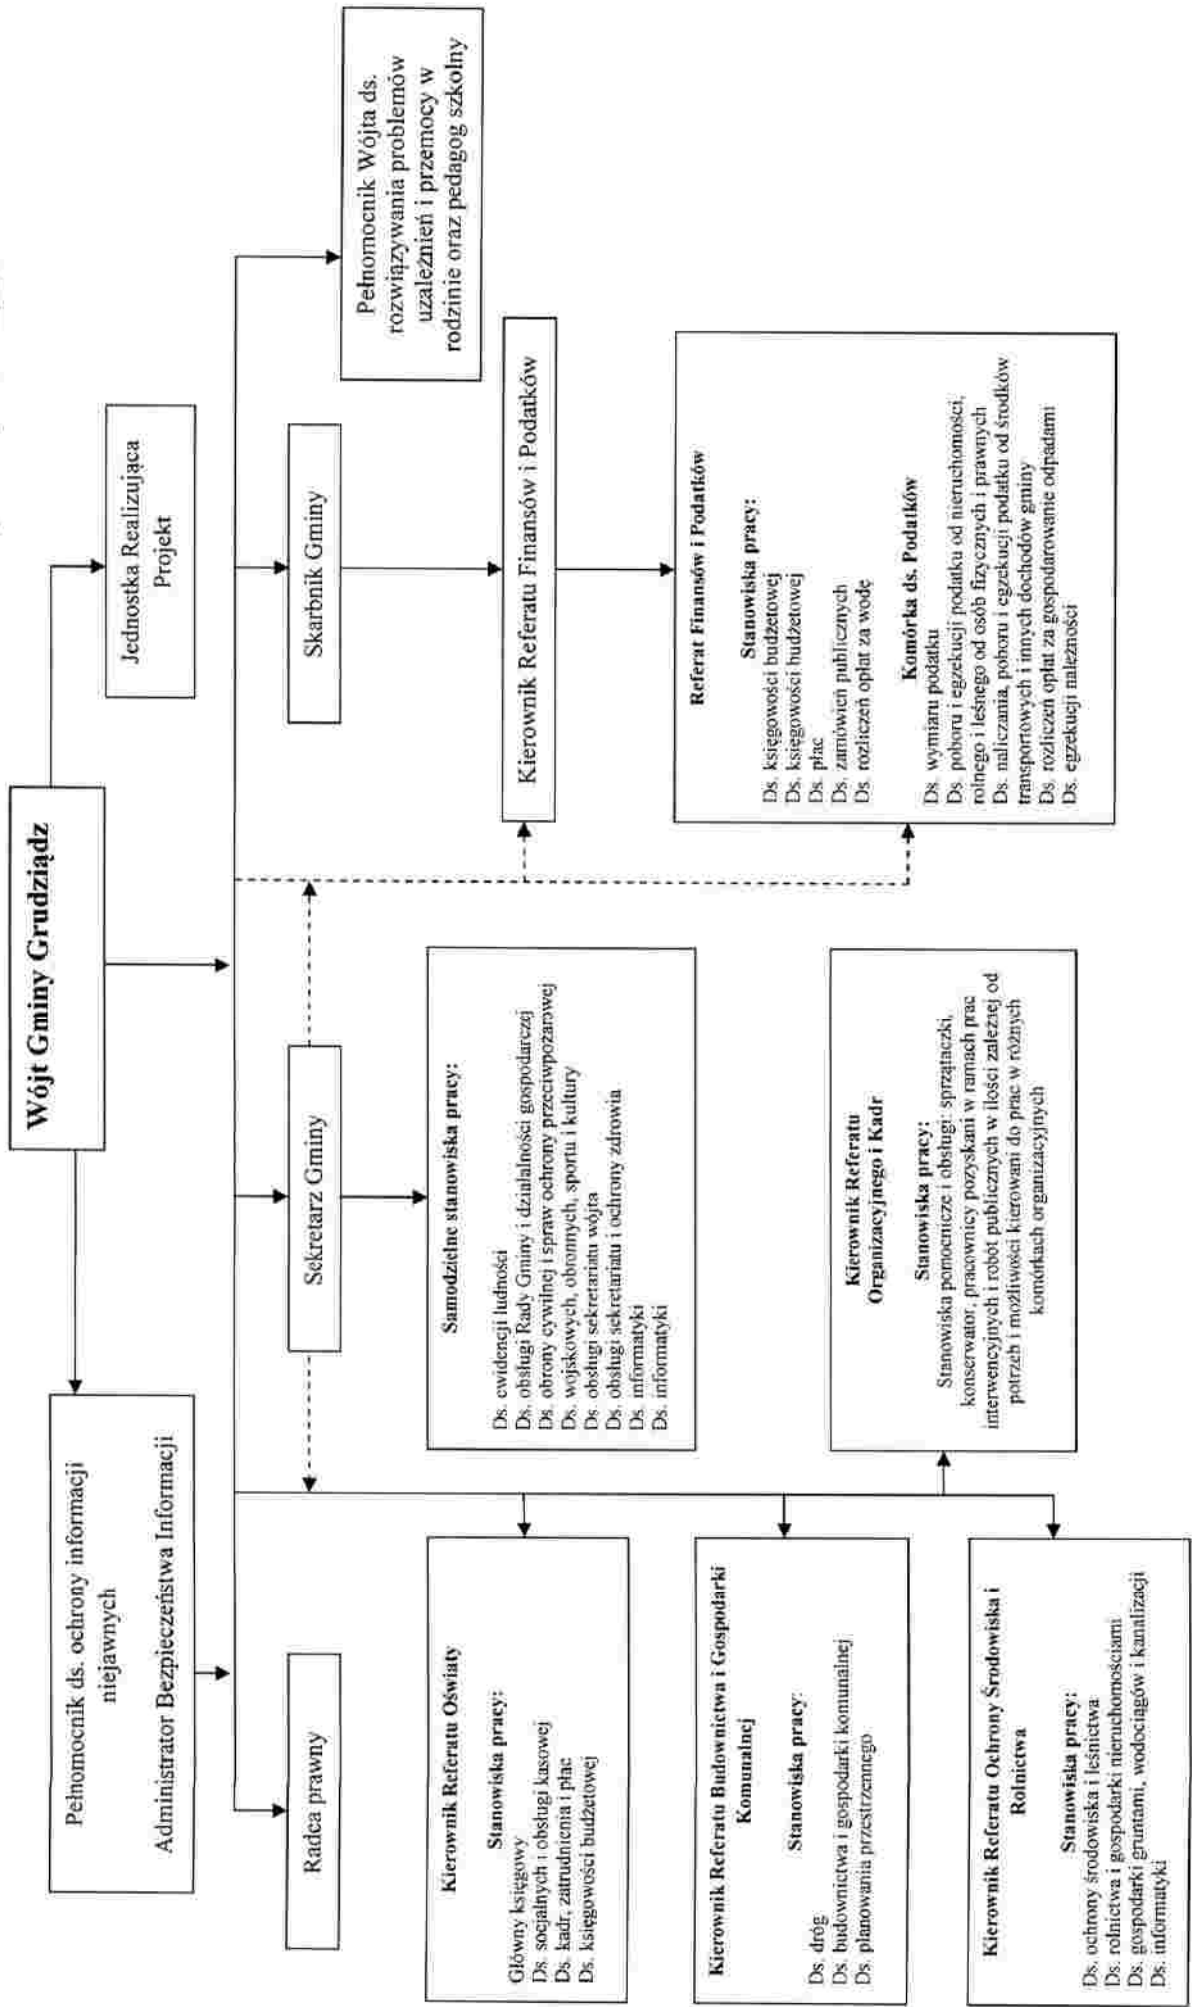 Wójt Gminy Grudziądz
Pełnomocnik ds. ochrony informacji
niejawnych
Administrator Bezpieczeństwa Informacji
Jednostka Realizująca
Projekt
Radca prawny
Sekretarz Gminy
Skarbnik Gminy
Pełnomocnik Wójta ds.
rozwiązywania problemów
uzależnień i przemocy w
rodzinie oraz pedagog szkolny
Kierownik Referatu Oświaty
Stanowiska pracy:
Główny księgowy
Ds. socjalnych i obsługi kasowej
Ds. kadr, zatrudnienia i płac
Ds. księgowości budżetowej
Samodzielne stanowiska pracy:
Ds. ewidencji ludności
Ds. obsługi Rady Gminy i działalności gospodarczej
Ds. obrony cywilnej i spraw ochrony przeciwpożarowej
Ds. wojskowych, obronnych, sportu i kultury
Ds. obsługi sekretariatu wójta
Ds. obsługi sekretariatu i ochrony zdrowia
Ds. informatyki
Ds. informatyki
Kierownik Referatu Finansów i Podatków
Kierownik Referatu Budownictwa i Gospodarki
Komunalnej
Stanowiska pracy:
Ds. dróg
Ds. budownictwa i gospodarki komunalnej
Ds. planowania przestrzennego
Kierownik Referatu
Organizacyjnego i Kadr
Stanowiska pracy:
Stanowiska pomocnicze i obsługi: sprzątaczki,
konserwator, pracownicy pozyskani w ramach prac
interwencyjnych i robót publicznych w ilości zależnej od
potrzeb i możliwości kierowani do prac w różnych
komórkach organizacyjnych
Referat Finansów i Podatków
Stanowiska pracy:
Ds. księgowości budżetowej
Ds. księgowości budżetowej
Ds. płac
Ds. zamówień publicznych
Ds. rozliczeń opłat za wodę
Komórka ds. Podatków
Ds. wymiaru podatku
Ds. poboru i egzekucji podatku od nieruchomości,
rolnego i leśnego od osób fizycznych i prawnych
Ds. naliczania, poboru i egzekucji podatku od środków
transportowych i innych dochodów gminy
Ds. rozliczeń opłat za gospodarowanie odpadami
Ds. egzekucji należności
Kierownik Referatu Ochrony Środowiska i
Rolnictwa
Stanowiska pracy:
Ds. ochrony środowiska i leśnictwa
Ds. rolnictwa i gospodarki nieruchomościami
Ds. gospodarki gruntami, wodociągów i kanalizacji
Ds. informatyki